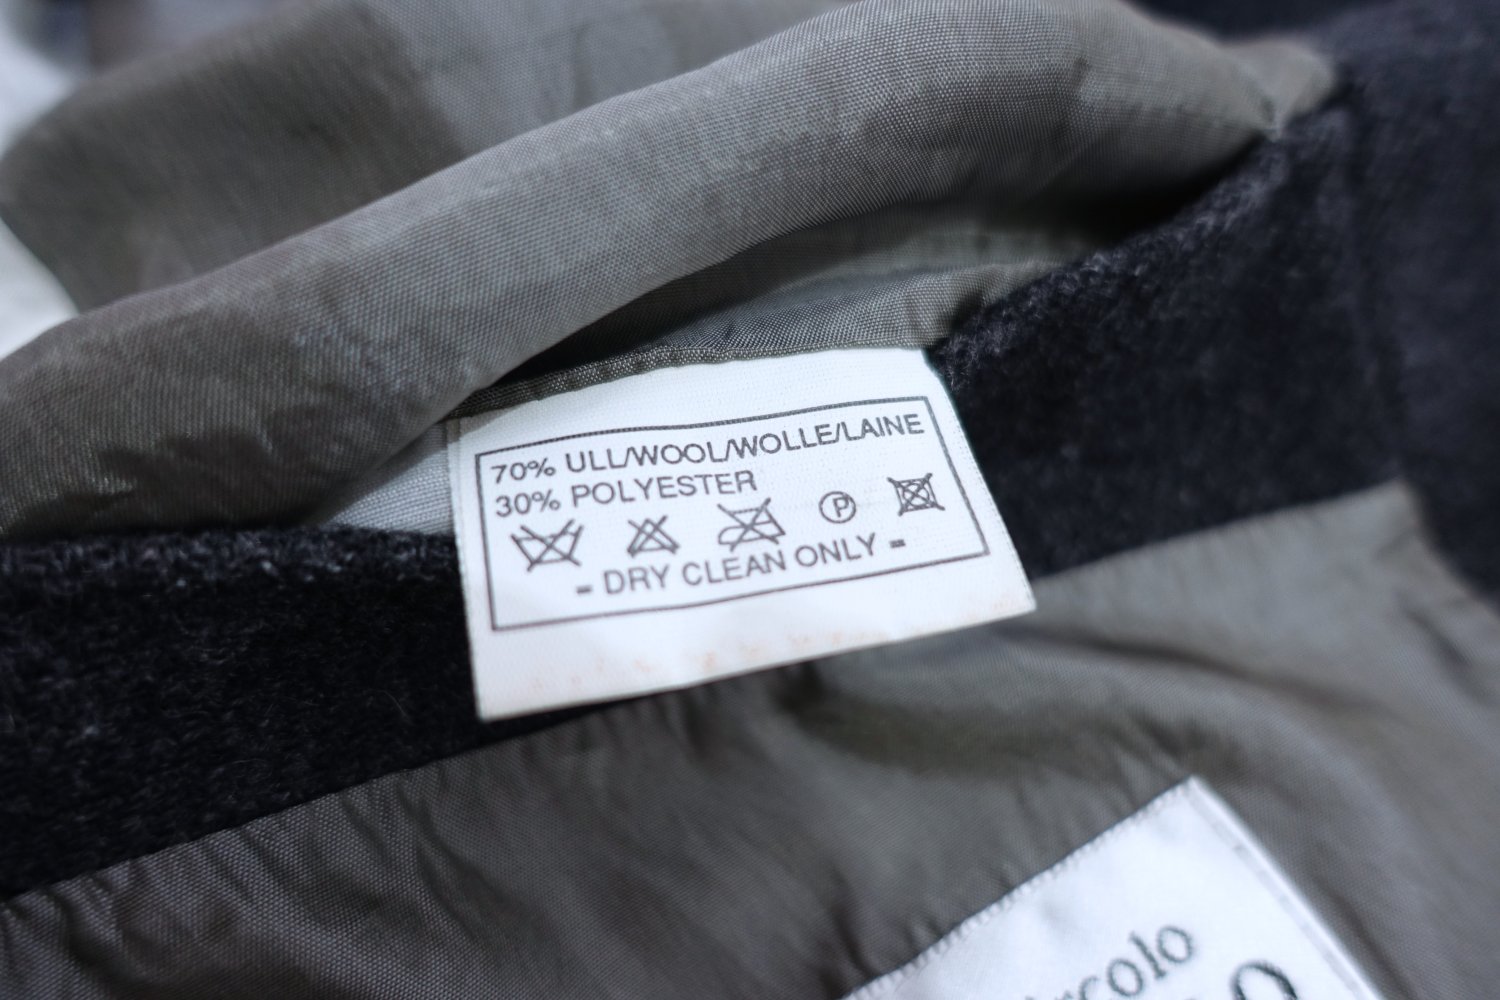 70% ULL/WOOL/WOLLE/LAINE
30% POLYESTER
P
- DRY CLEAN ONLY -